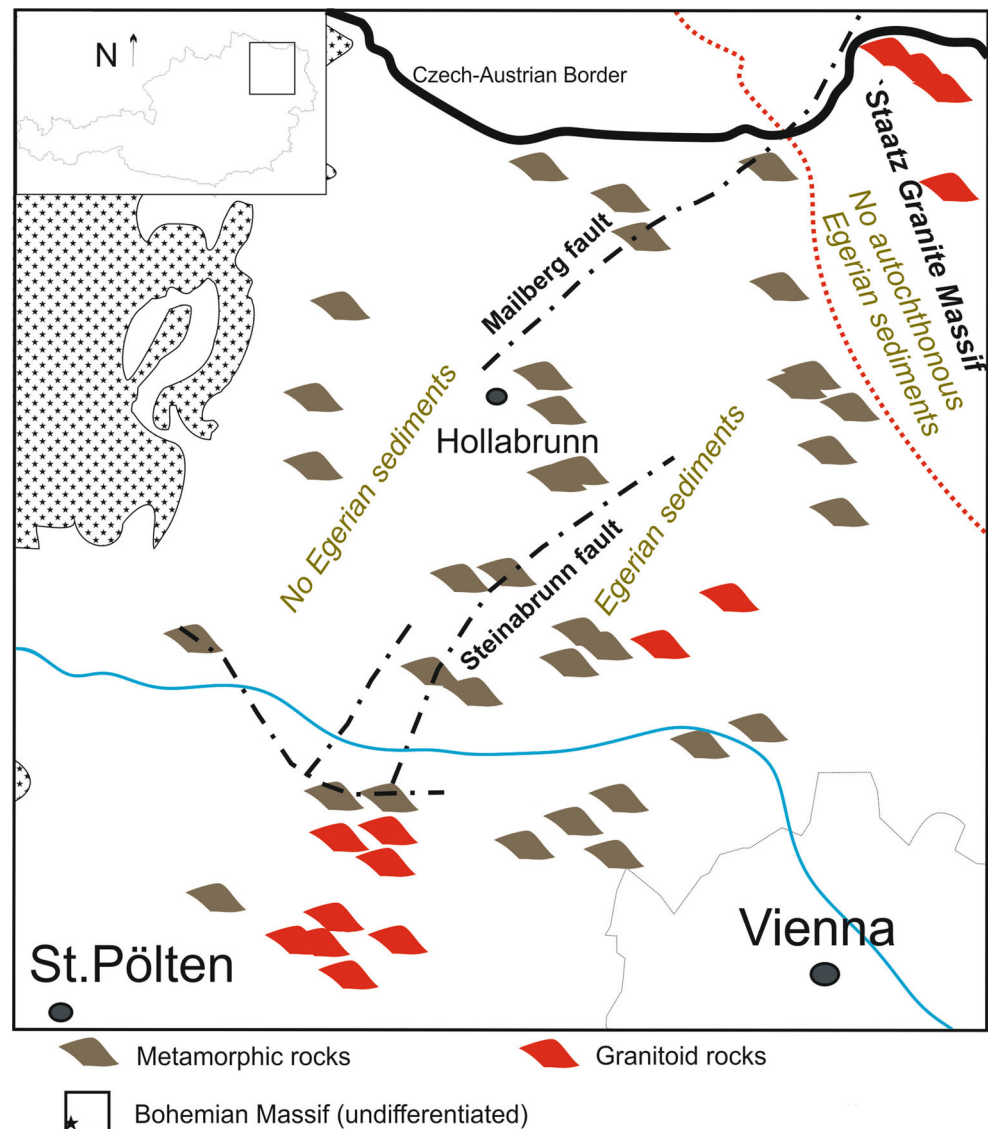 N
Czech-Austrian Border
`Staatz Granite Massif
No autochthonous
Egerian sediments
Mailberg fault
Hollabrunn
No Egerian sediments
Egerian sediments
Steinabrunn fault
Vienna
St.Pölten
Metamorphic rocks
Granitoid rocks
Bohemian Massif (undifferentiated)